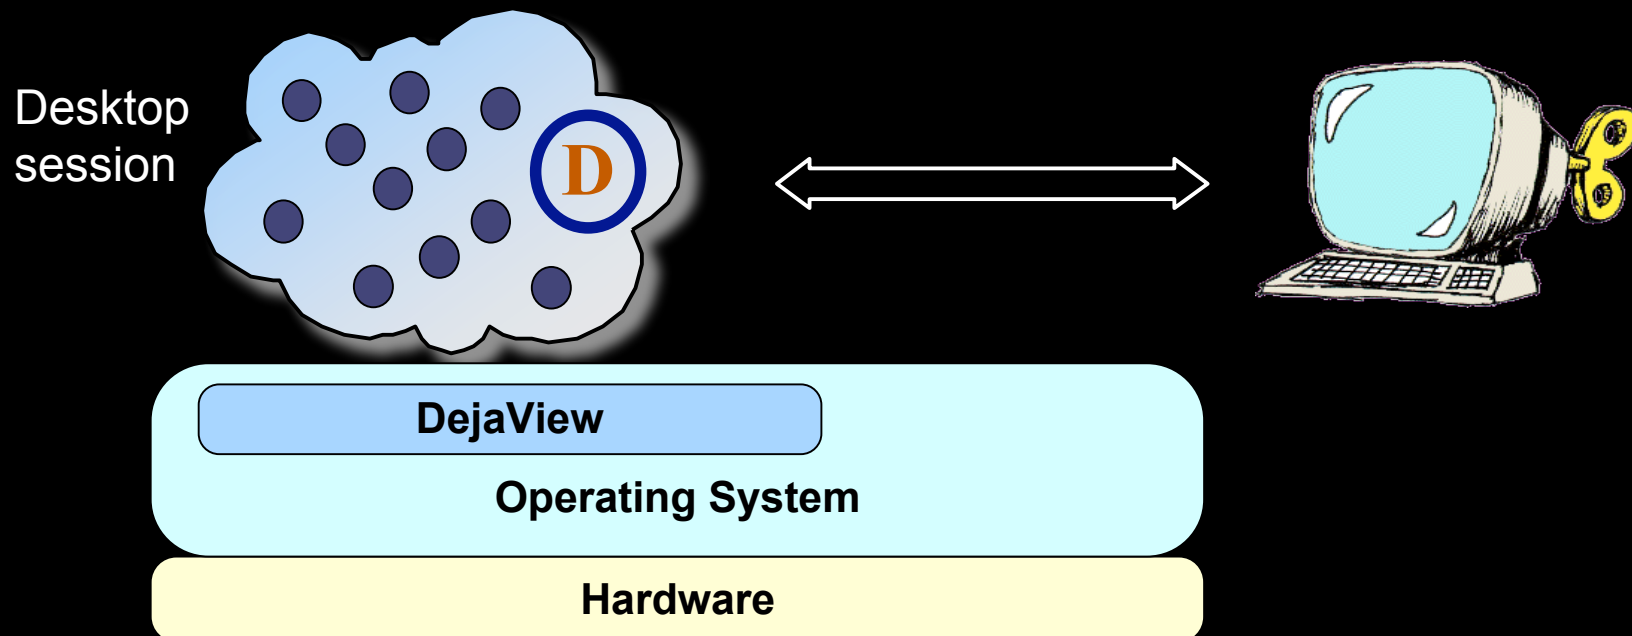 Desktop
session
D
DejaView
Operating System
Hardware